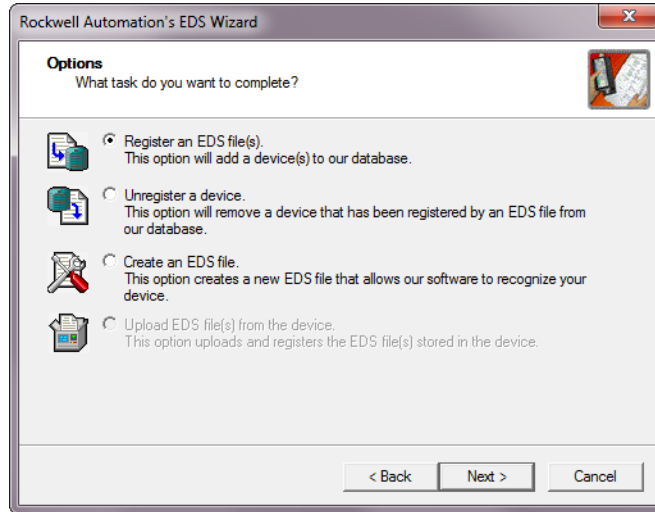 Rockwell Automation's EDS Wizard
Options
What task do you want to complete?
Register an EDS file(s).
This option will add a device(s) to our database.
Unregister a device.
This option will remove a device that has been registered by an EDS file from
our database.
Create an EDS file.
This option creates a new EDS file that allows our software to recognize your
device.
Upload EDS file(s) from the device.
This option uploads and registers the EDS file(s) stored in the device.
< Back
Next >
Cancel